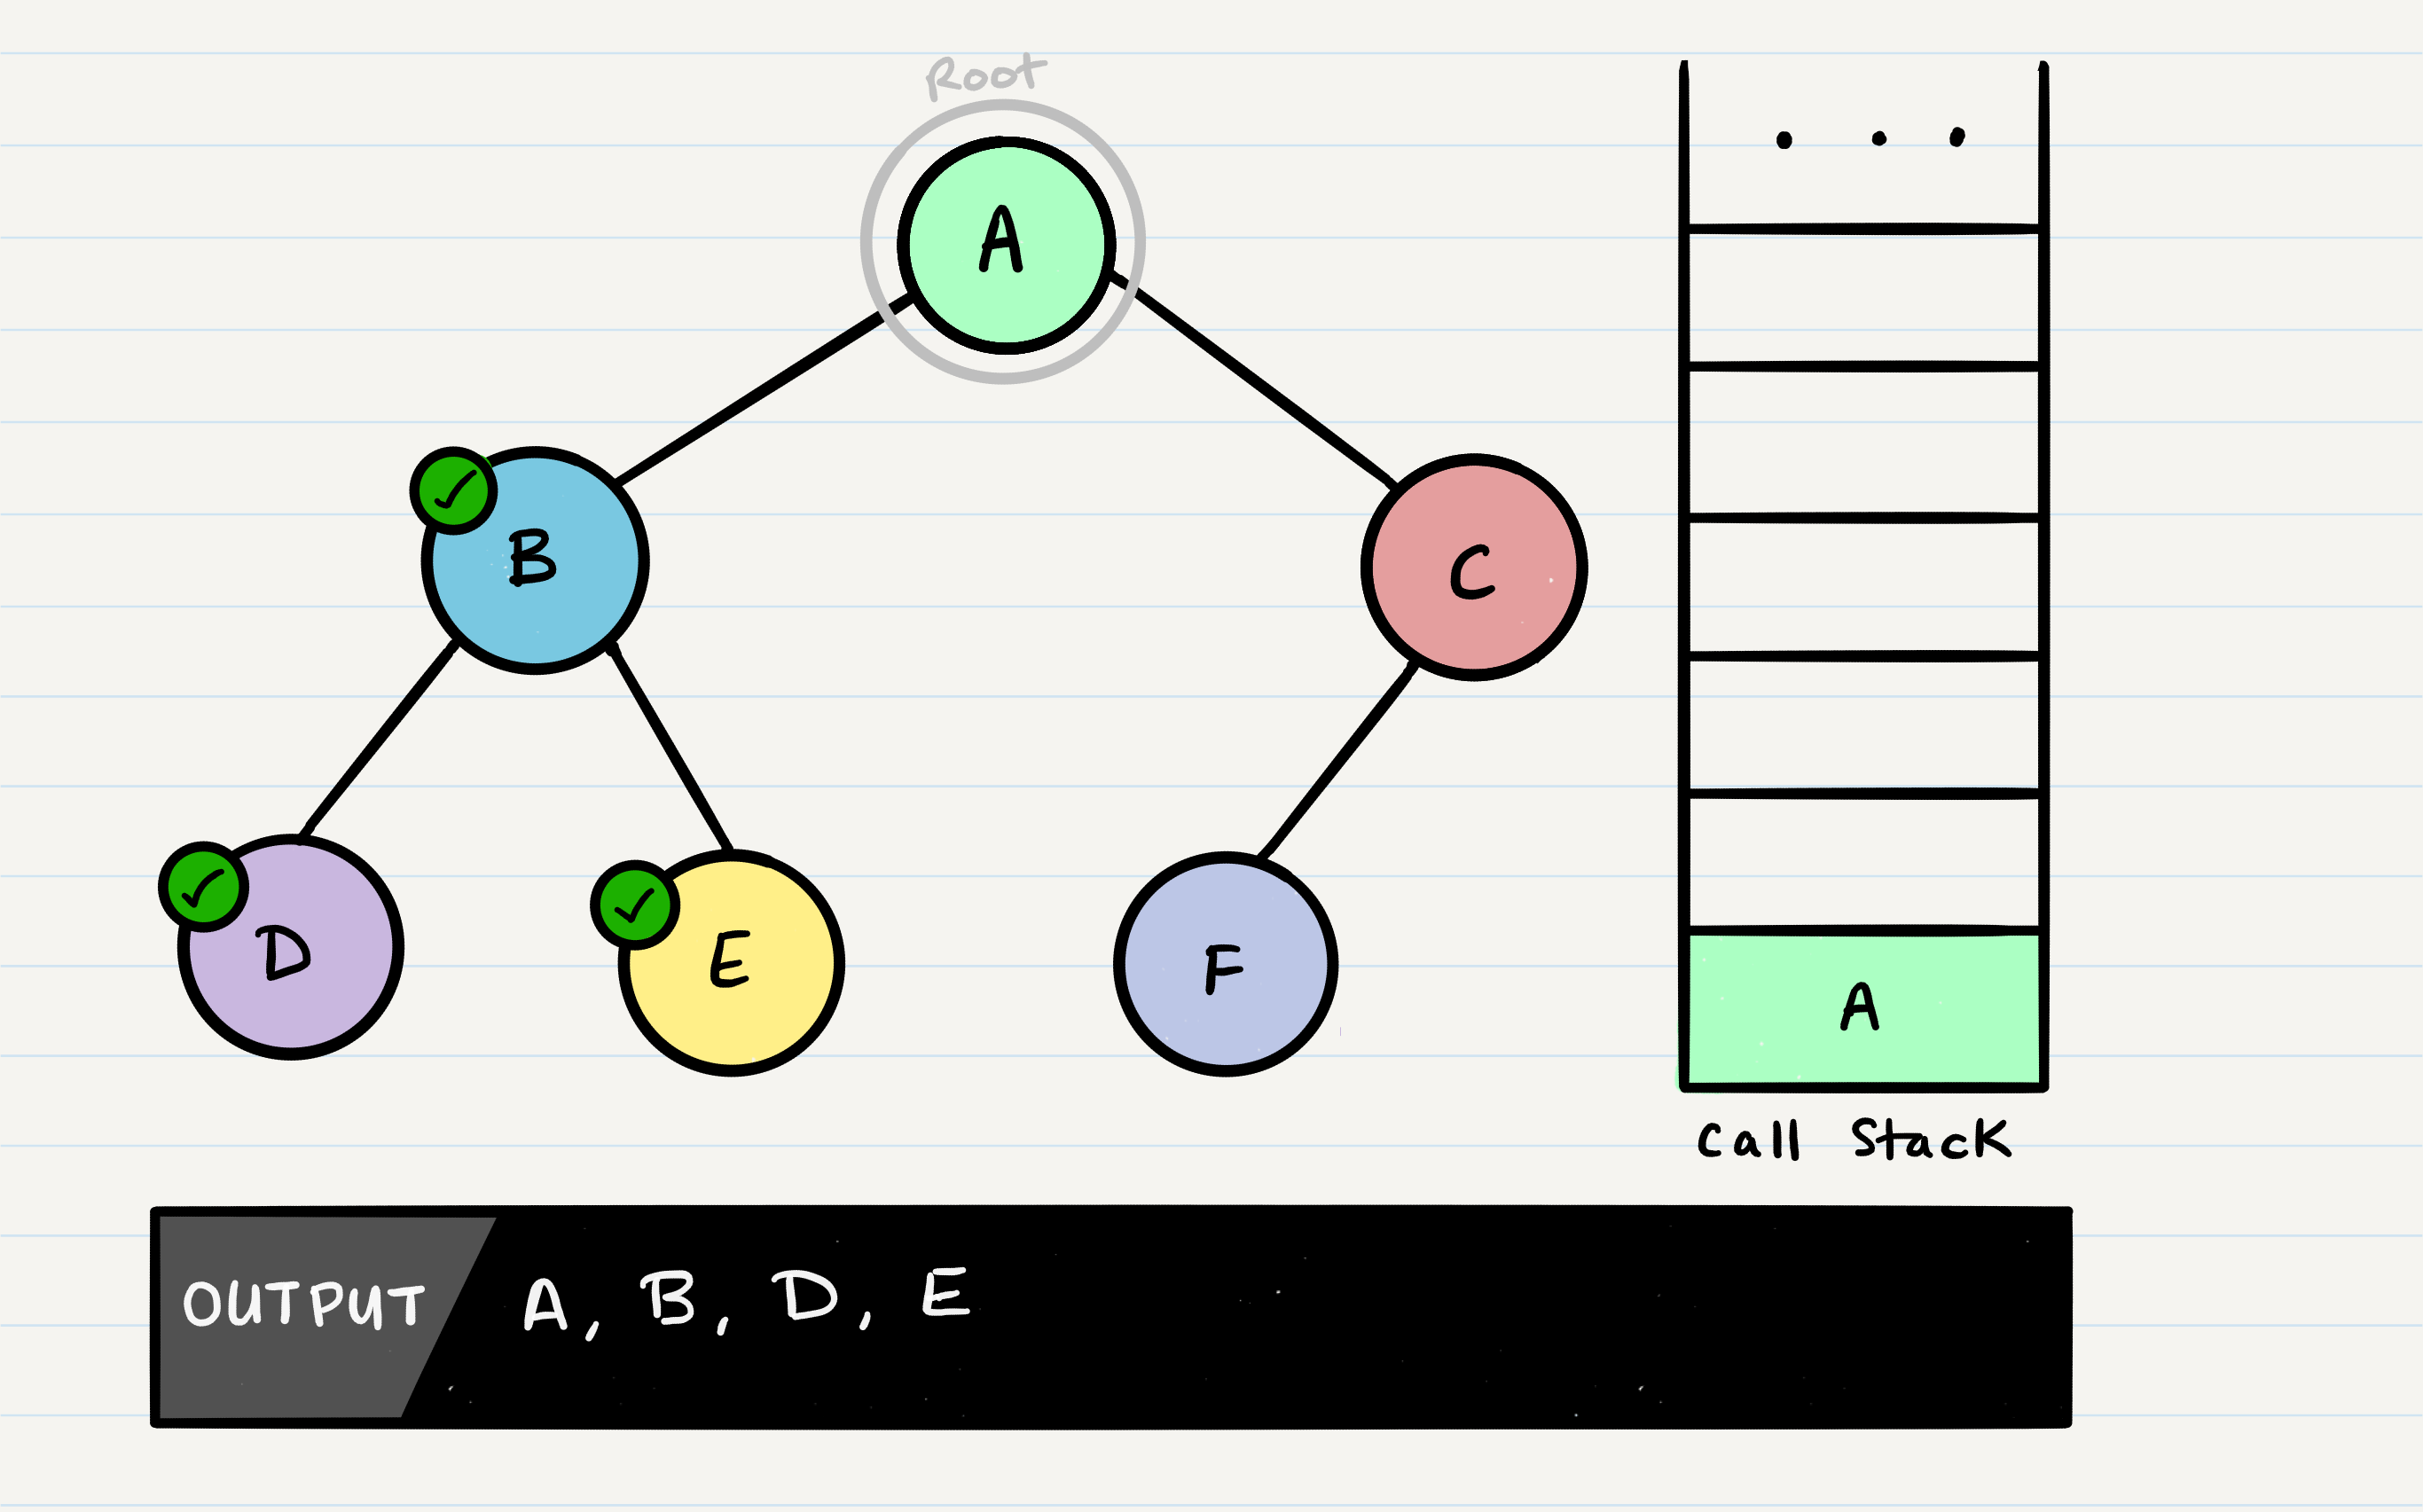 Root
A
B
C
D
E
F
A
Call Stack
OUTPUT
A, B, D, E